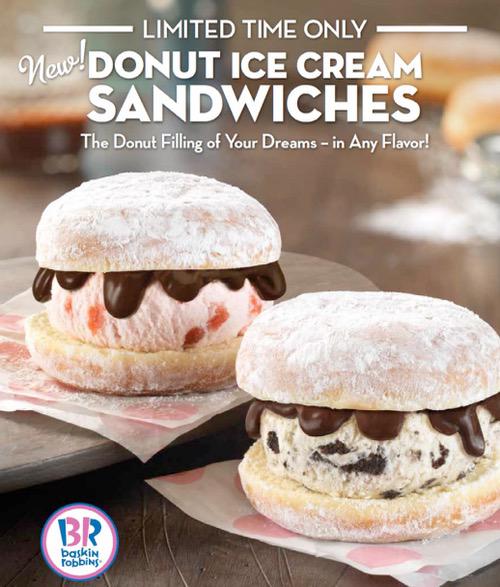 LIMITED TIME ONLY
New! DONUT ICE CREAM
SANDWICHES
The Donut Filling of Your Dreams – in Any Flavor!
BR
baskin
robbins®